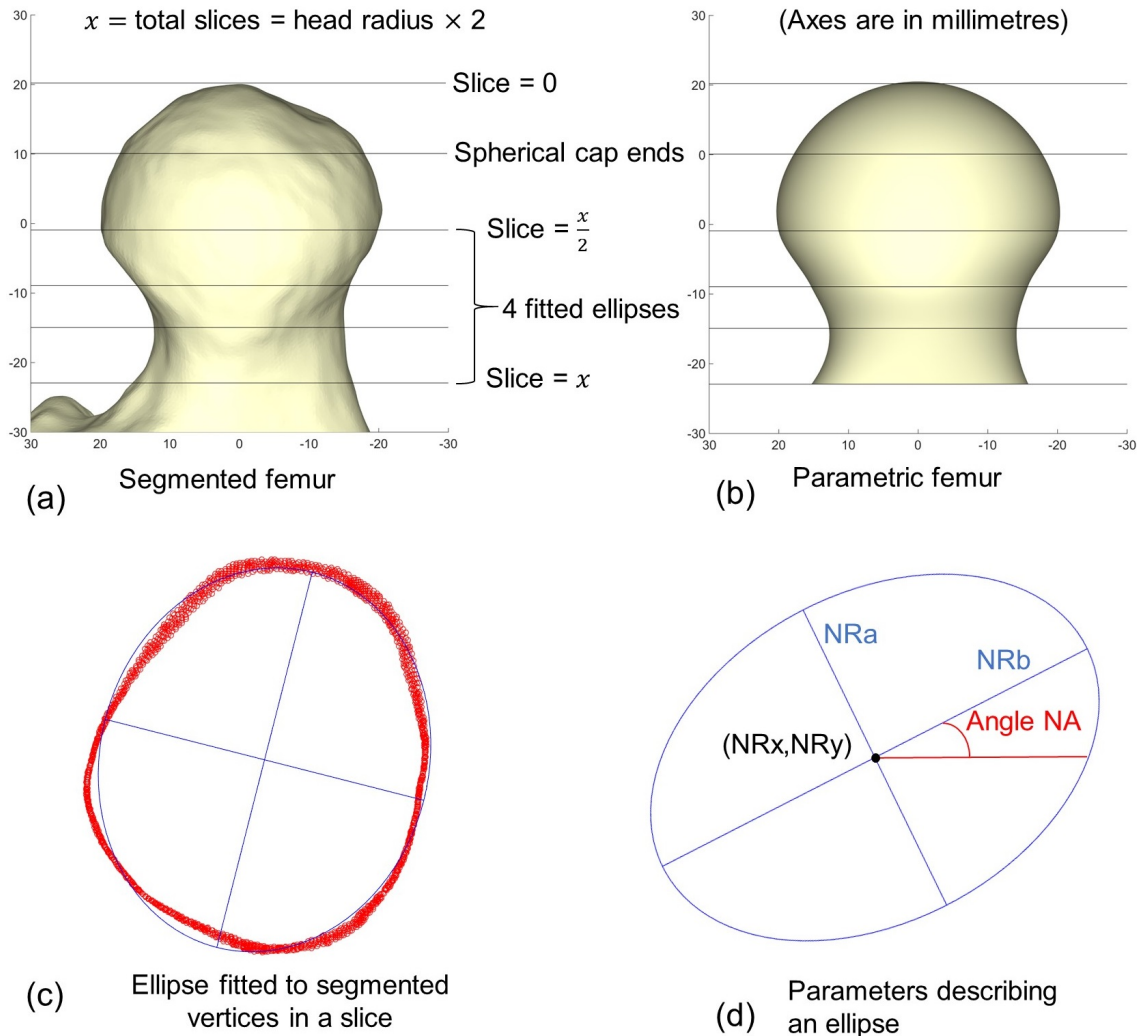 x = total slices = head radius × 2
(Axes are in millimetres)
30
20
10
0
-10
-20
-30
30
20
10
0
-10
-20
-30
Slice = 0
Spherical cap ends
Slice = x/2
4 fitted ellipses
Slice = x
30
20
10
0
-10
-20
-30
30
20
10
0
-10
-20
-30
(a)
Segmented femur
(b)
Parametric femur
NRa
NRb
Angle NA
(NRx,NRy)
(c)
Ellipse fitted to segmented
vertices in a slice
(d)
Parameters describing
an ellipse